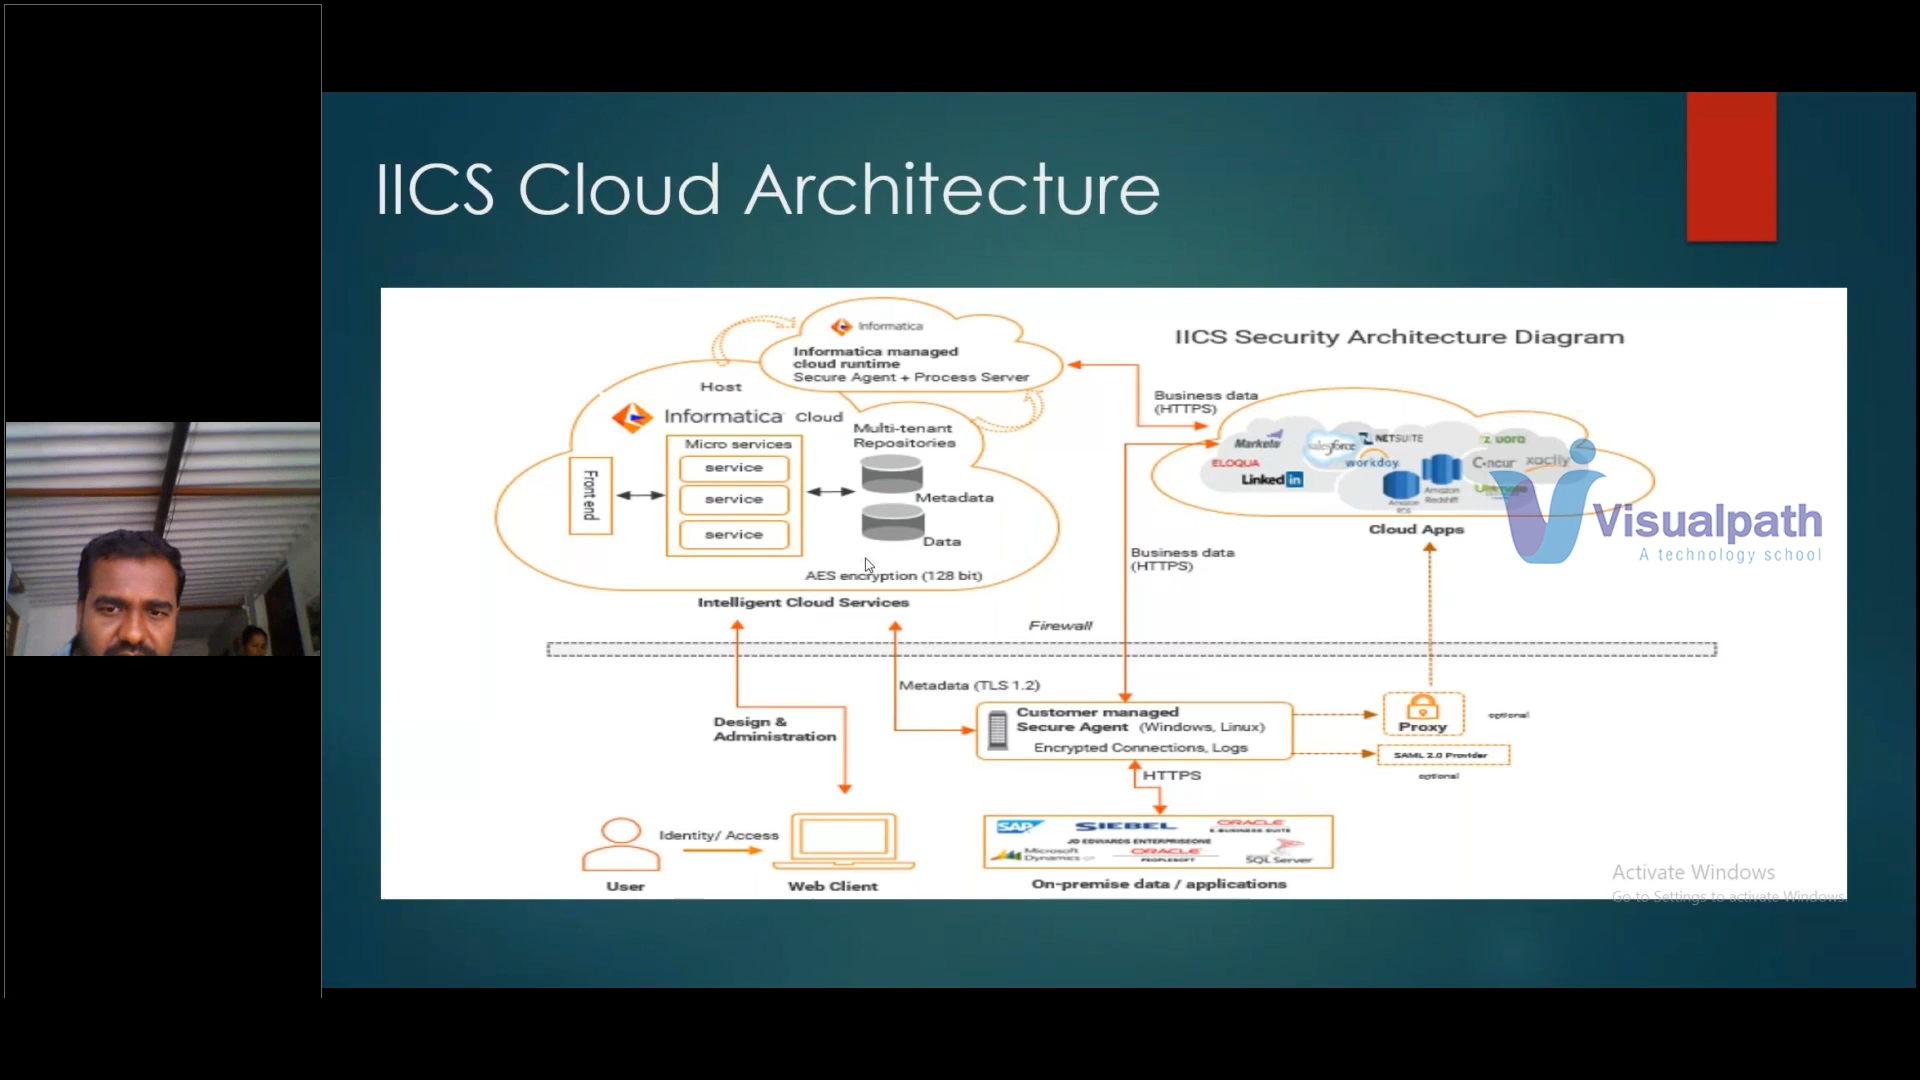 IICS Cloud Architecture
IICS Security Architecture Diagram
Informatica
Informatica managed
cloud runtime
Secure Agent + Process Server
Host
Informatica Cloud
Micro services
service
service
service
Front end
Multi-tenant
Repositories
Metadata
Data
AES encryption (128 bit)
Intelligent Cloud Services
Business data
(HTTPS)
Marketo
salesforce
NETSUITE
zuora
ELOQUA
workday.
C-ncur
xactly
LinkedIn
Amazon
RDS
Amazon
Redshift
Ultimate
Cloud Apps
Visualpath
A technology school
Business data
(HTTPS)
Firewall
Metadata (TLS 1.2)
Design &
Administration
Customer managed
Secure Agent (Windows, Linux)
Encrypted Connections, Logs
Proxy
optional
SAML 2.0 Provider
optional
HTTPS
SAP
SIEBEL
ORACLE
E-BUSINESS SUITE
JD EDWARDS ENTERPRISEONE
Microsoft
Dynamics GP
ORACLE
PEOPLESOFT
SQL Server
On-premise data / applications
Identity/ Access
User
Web Client
Activate Windows
Go to Settings to activate Windows.